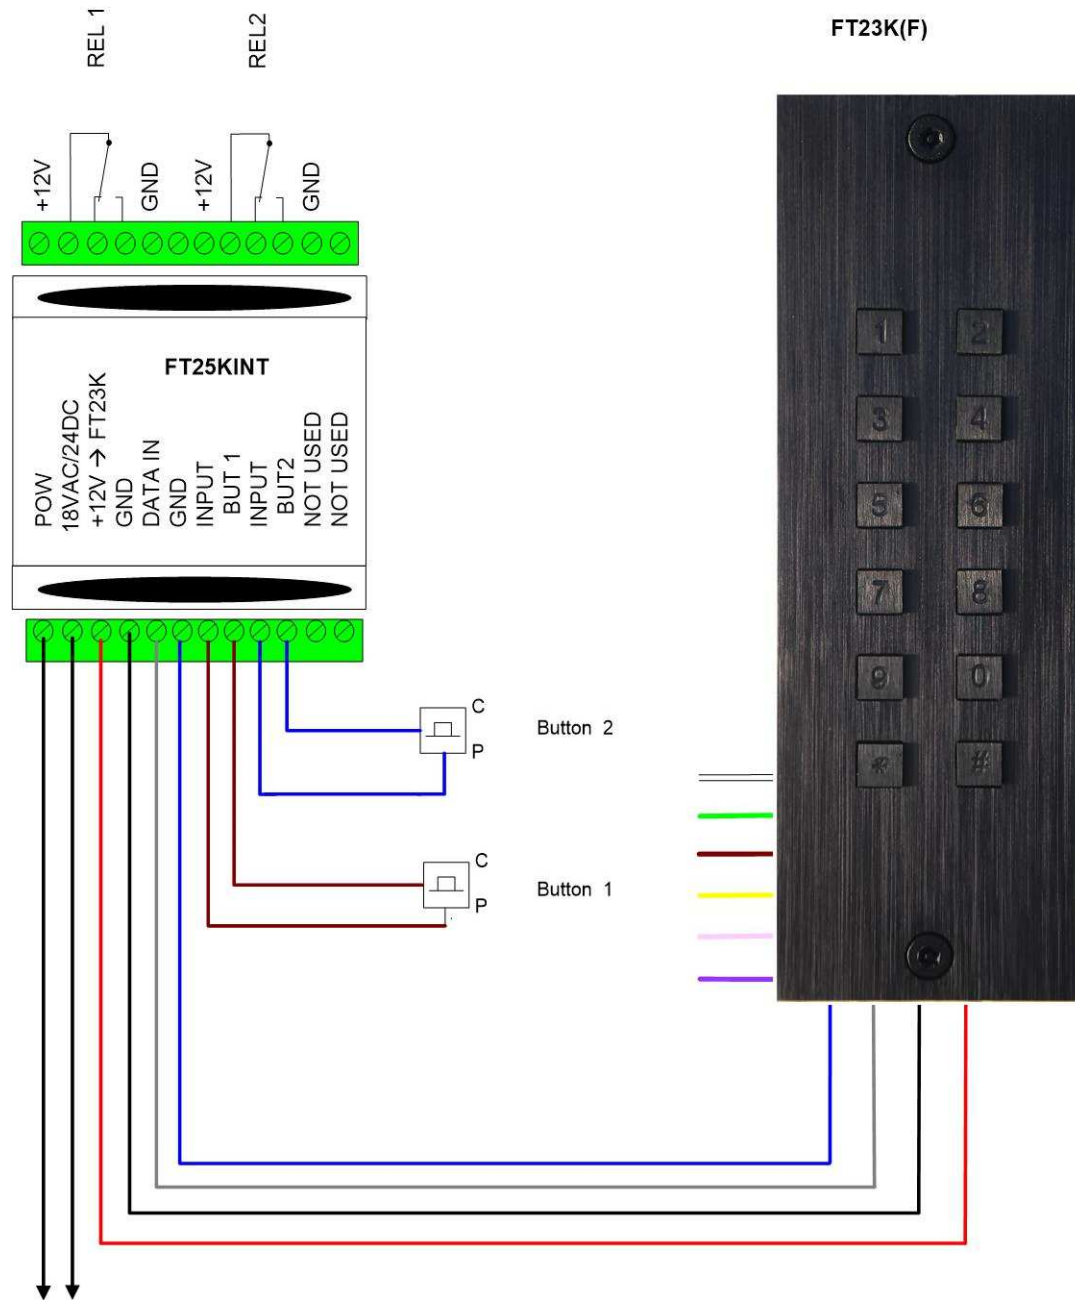 FT23K(F)
REL 1
REL2
+12V
GND
+12V
GND
FT25KINT
POW
18VAC/24DC
+12V → FT23K
GND
DATA IN
GND
INPUT
BUT 1
INPUT
BUT2
NOT USED
NOT USED
C
P
Button 2
C
P
Button 1
1 2
3 4
5 6
7 8
9 0
* #